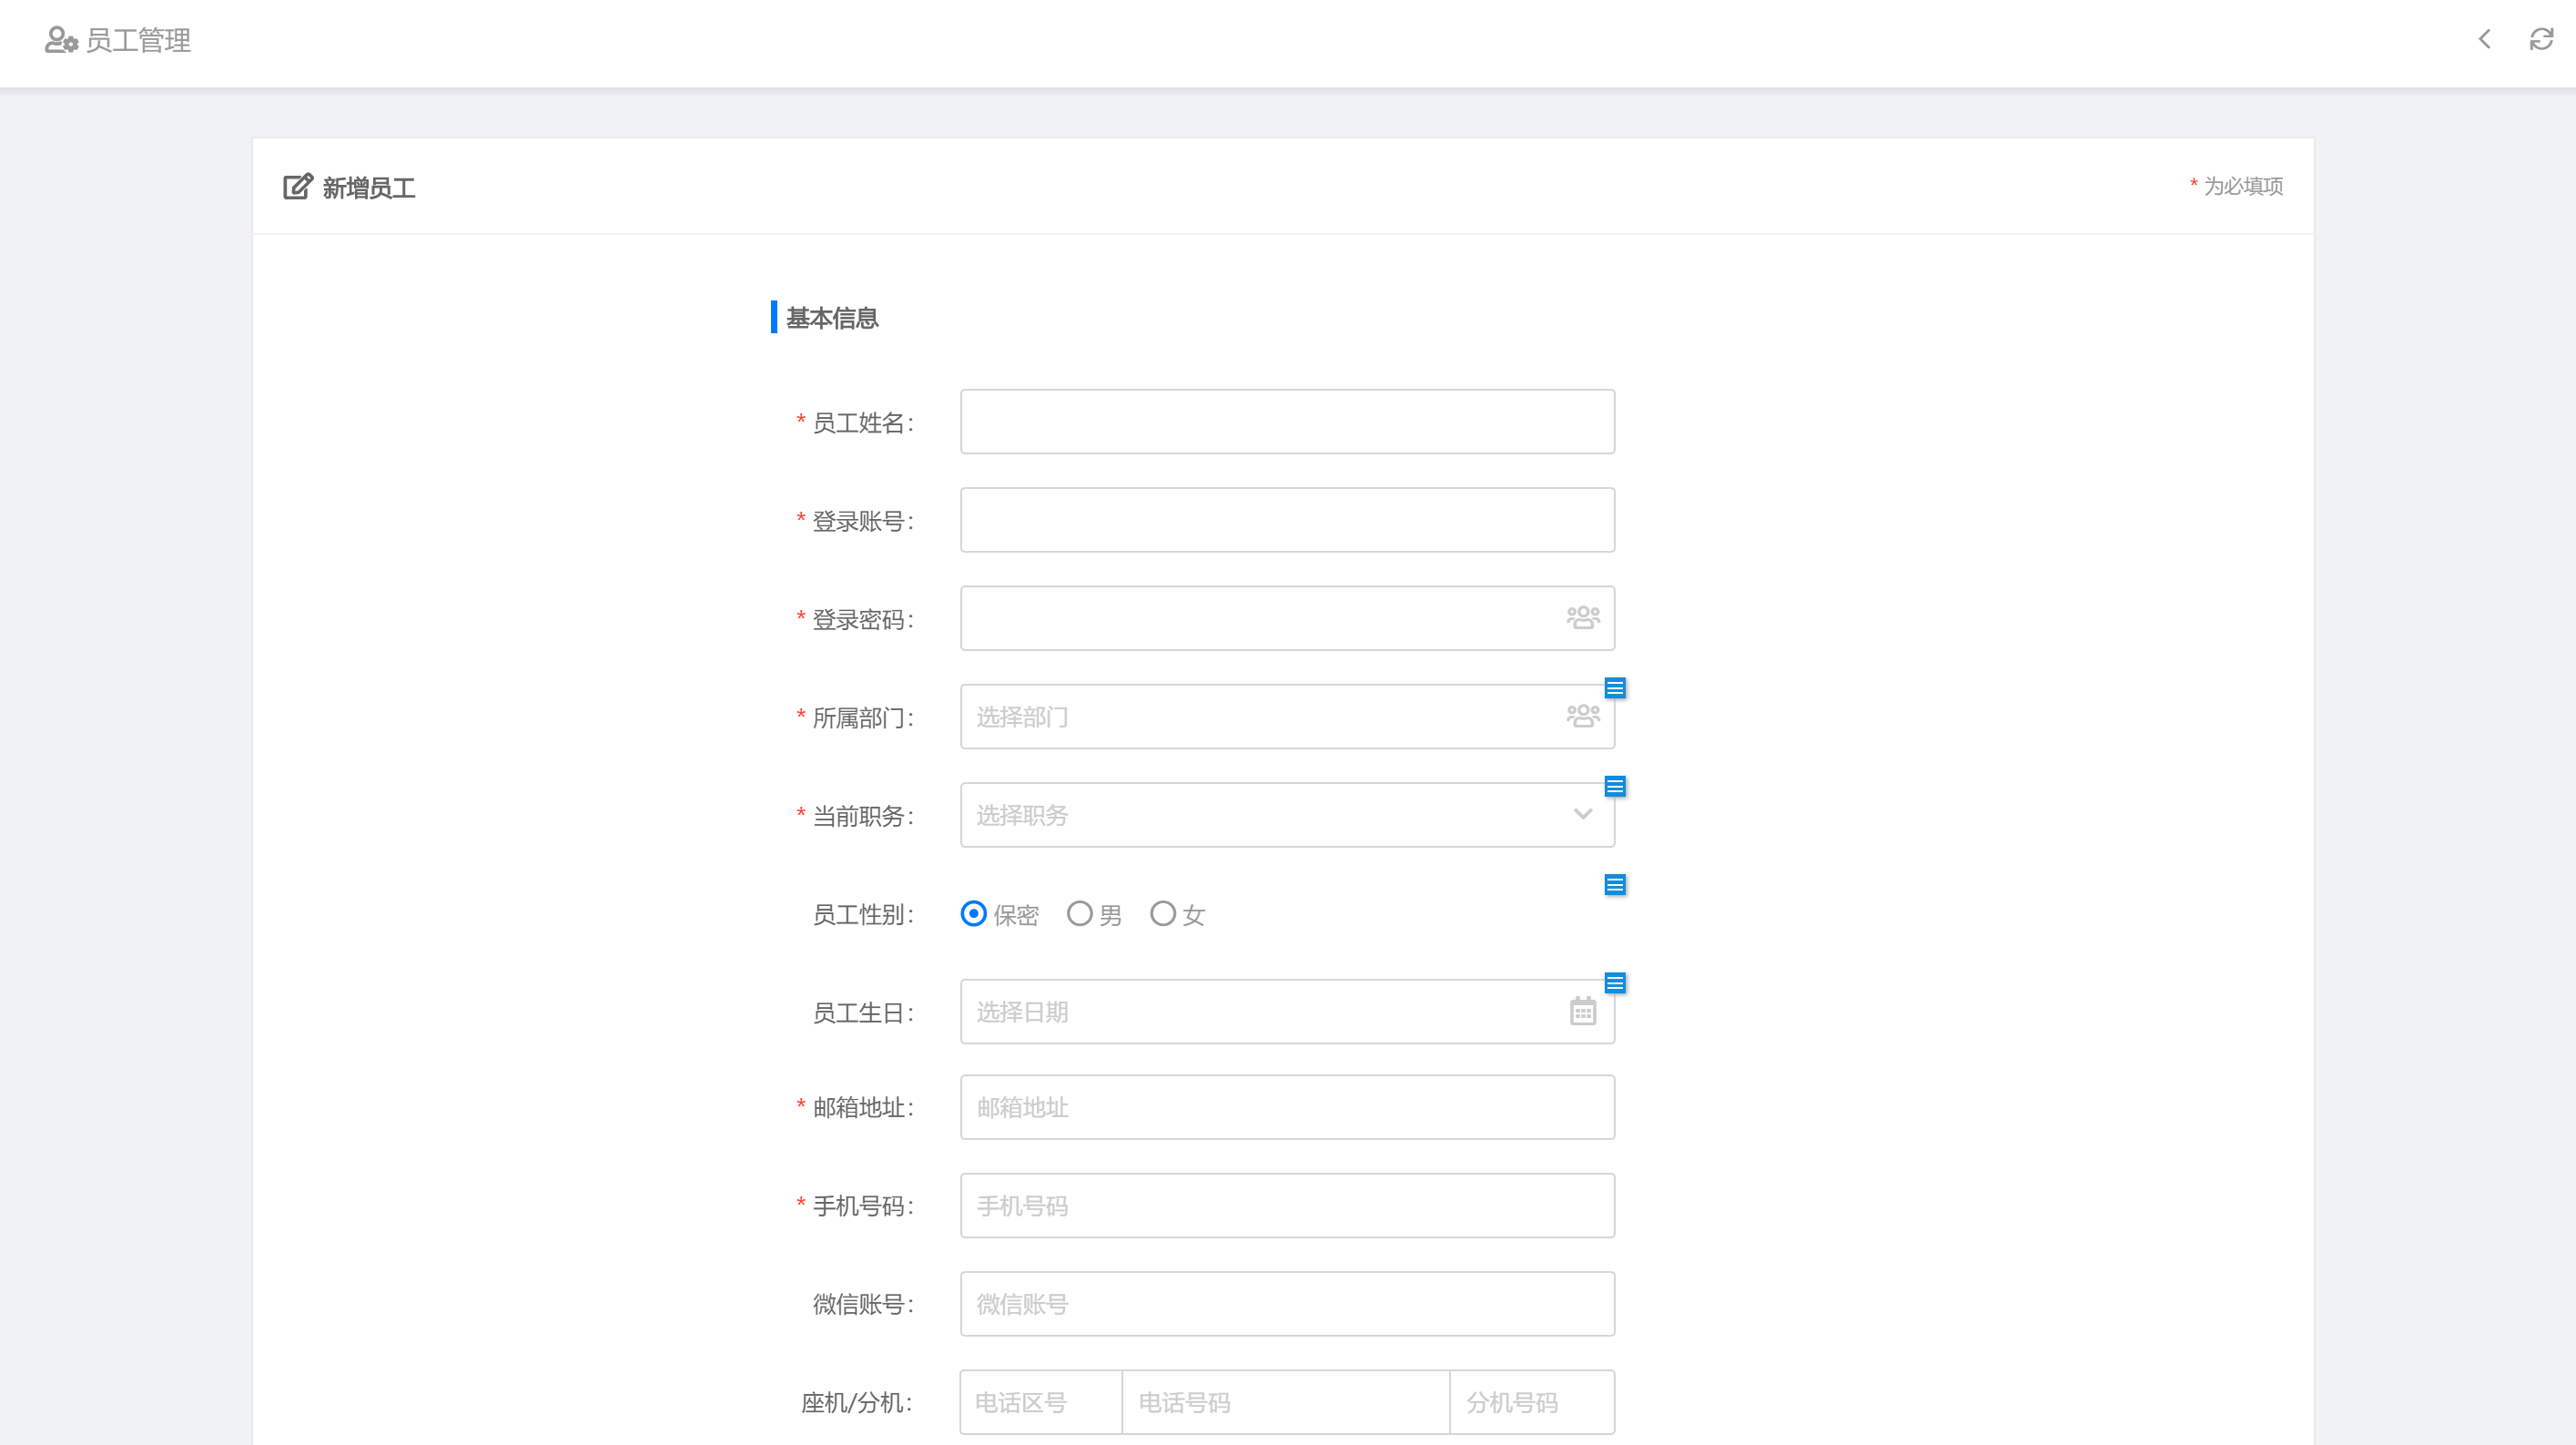 员工管理
新增员工
* 为必填项
基本信息
* 员工姓名：
* 登录账号：
* 登录密码：
* 所属部门： 选择部门
* 当前职务： 选择职务
员工性别： 保密 男 女
员工生日： 选择日期
* 邮箱地址： 邮箱地址
* 手机号码： 手机号码
微信账号： 微信账号
座机/分机： 电话区号 电话号码 分机号码